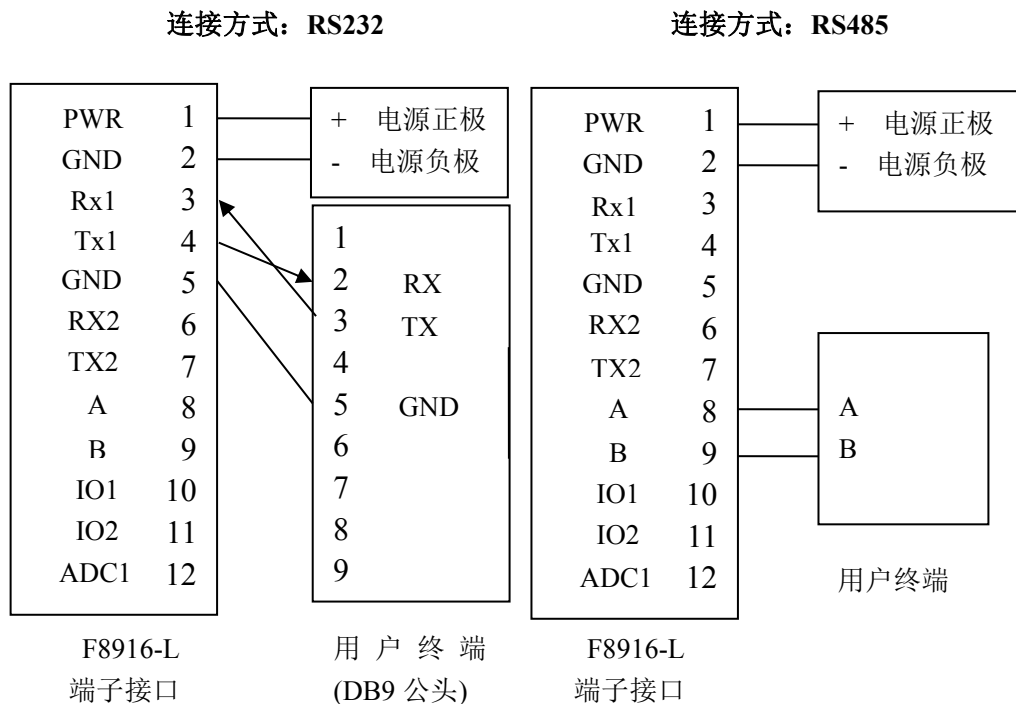 连接方式：RS232
PWR 1
GND 2
Rx1 3
Tx1 4
GND 5
RX2 6
TX2 7
A 8
B 9
IO1 10
IO2 11
ADC1 12
F8916-L
端子接口
+ 电源正极
- 电源负极
1
2 RX
3 TX
4
5 GND
6
7
8
9
用户终端
(DB9 公头)
连接方式：RS485
PWR 1
GND 2
Rx1 3
Tx1 4
GND 5
RX2 6
TX2 7
A 8
B 9
IO1 10
IO2 11
ADC1 12
F8916-L
端子接口
+ 电源正极
- 电源负极
A
B
用户终端